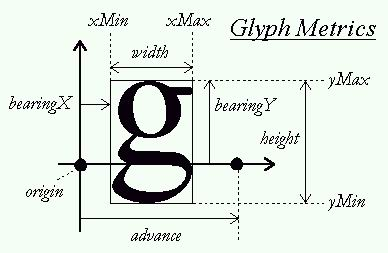 xMin xMax
Glyph Metrics
width
yMax
bearingX
bearingY
g
height
origin
yMin
advance